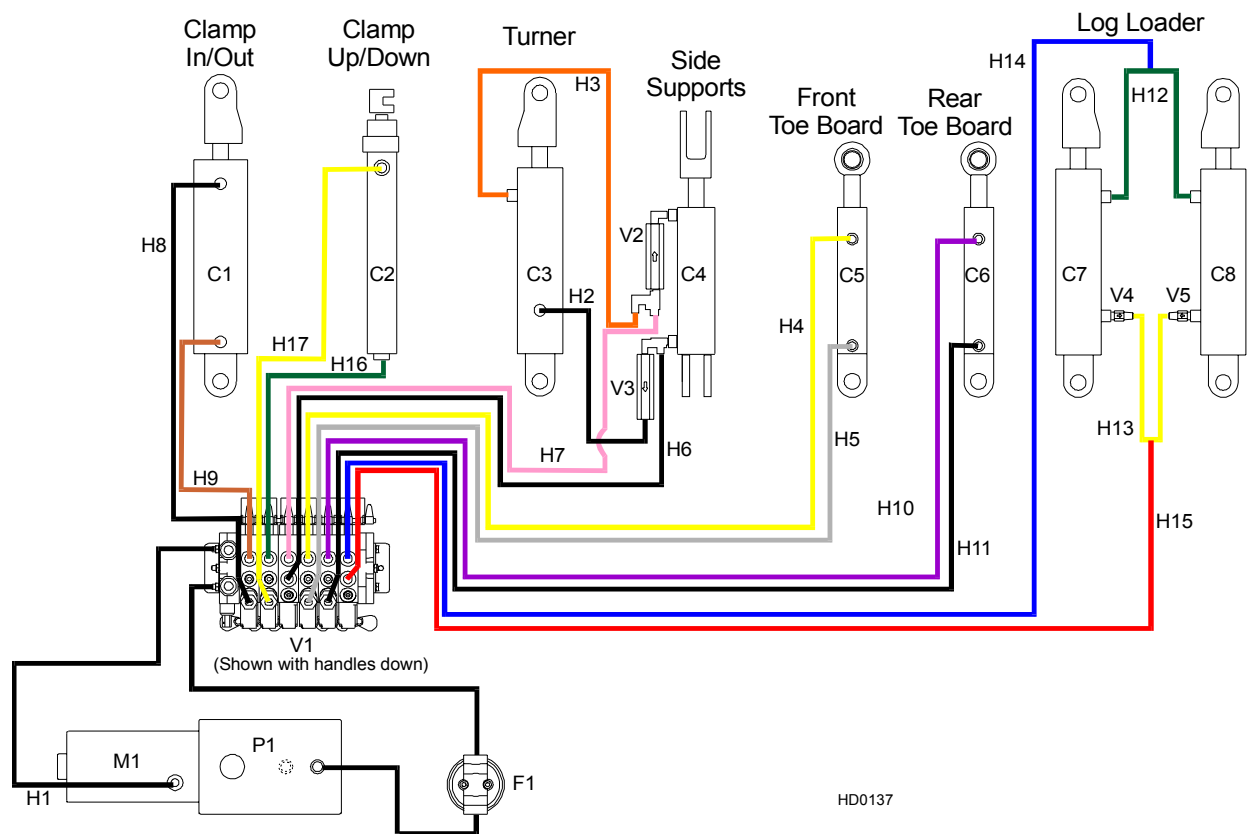 Clamp
In/Out
Clamp
Up/Down
Turner
Side
Supports
Front
Toe Board
Rear
Toe Board
Log Loader
H3
H14
H12
H8
C1
C2
C3
H2
V2
C4
C5
C6
C7
C8
V4
V5
H4
H17
H16
V3
H9
H7
H6
H5
H10
H11
H13
H15
V1
(Shown with handles down)
M1
P1
H1
F1
HD0137